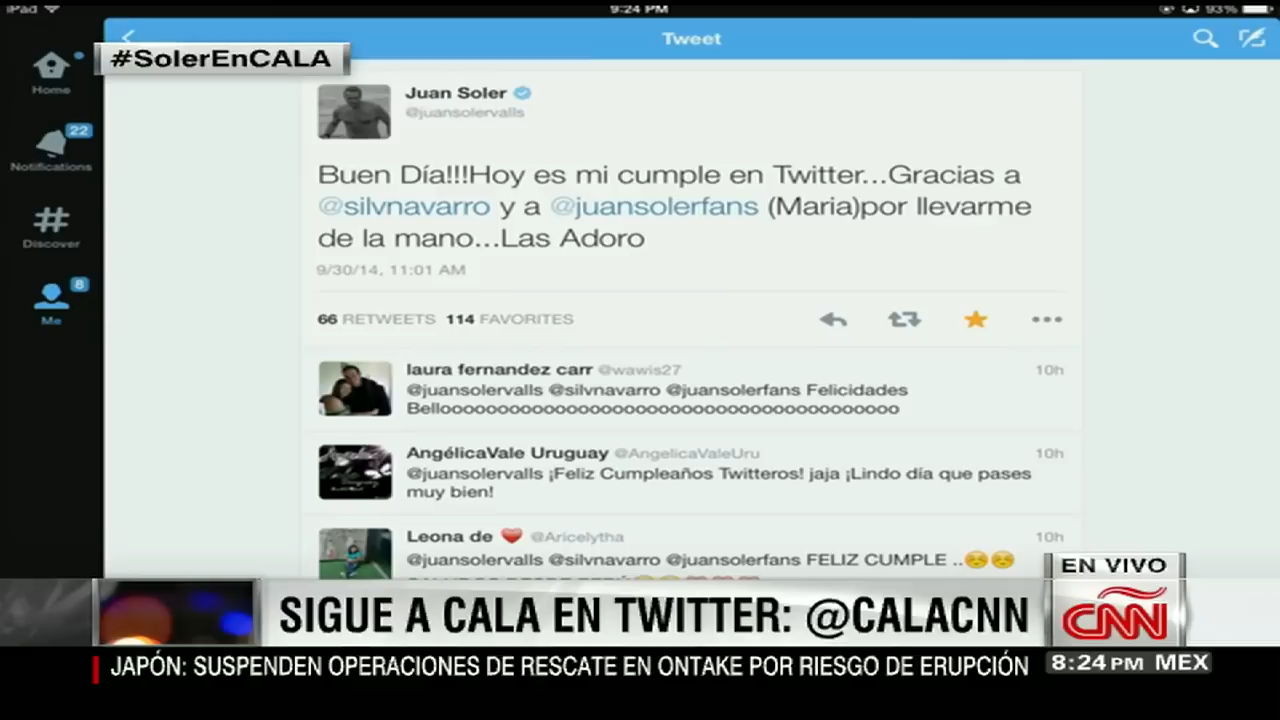 iPad
9:24 PM
93%
Tweet
#SolerEnCALA
Home
22
Notifications
Discover
8
Me
Juan Soler
@juansolervalls
Buen Día!!!Hoy es mi cumple en Twitter...Gracias a
@silvnavarro y a @juansolerfans (Maria)por llevarme
de la mano...Las Adoro
9/30/14, 11:01 AM
66 RETWEETS 114 FAVORITES
laura fernandez carr @wawis27 10h
@juansolervalls @silvnavarro @juansolerfans Felicidades
AngélicaVale Uruguay @AngelicaValeUru 10h
@juansolervalls ¡Feliz Cumpleaños Twitteros! jaja ¡Lindo día que pases
muy bien!
Leona de ❤ @Aricelytha 10h
@juansolervalls @silvnavarro @juansolerfans FELIZ CUMPLE ..☺☺
EN VIVO
CNN
SIGUE A CALA EN TWITTER: @CALACNN
JAPÓN: SUSPENDEN OPERACIONES DE RESCATE EN ONTAKE POR RIESGO DE ERUPCIÓN
8:24 PM MEX